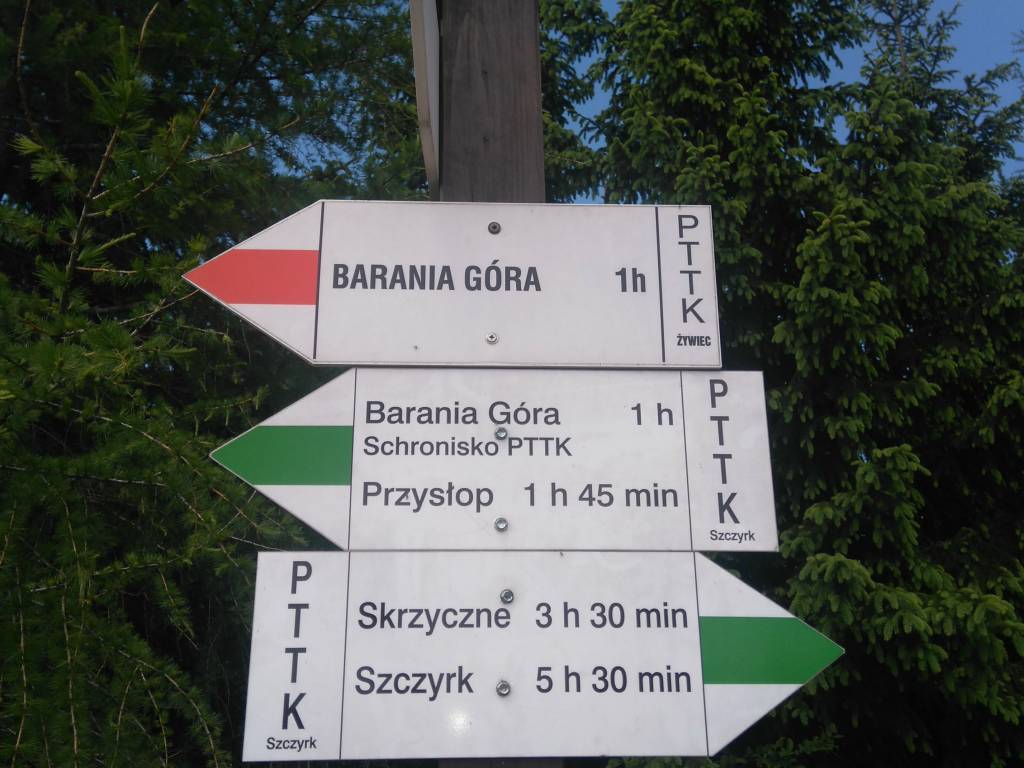 BARANIA GÓRA 1h
PTTK
ŻYWIEC
Barania Góra 1 h
Schronisko PTTK
Przysłop 1 h 45 min
PTTK
Szczyrk
PTTK
Szczyrk
Skrzyczne 3 h 30 min
Szczyrk 5 h 30 min